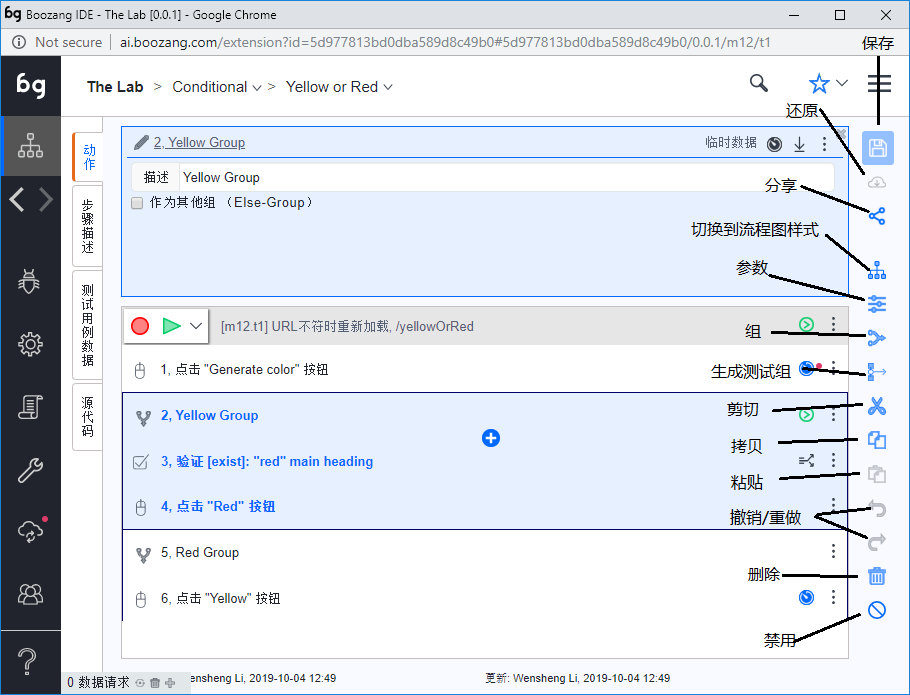 bg Boozang IDE - The Lab [0.0.1] - Google Chrome
Not secure | ai.boozang.com/extension?id=5d977813bd0dba589d8c49b0#5d977813bd0dba589d8c49b0/0.0.1/m12/t1
保存
bg
The Lab > Conditional > Yellow or Red
还原
动作
步骤描述
测试用例数据
源代码
2, Yellow Group
临时数据
描述 Yellow Group
分享
作为其他组 （Else-Group）
切换到流程图样式
参数
[m12.t1] URL不符时重新加载, /yellowOrRed
组
1, 点击 "Generate color" 按钮
生成测试组
2, Yellow Group
剪切
拷贝
3, 验证 [exist]: "red" main heading
粘贴
4, 点击 "Red" 按钮
撤销/重做
5, Red Group
删除
6, 点击 "Yellow" 按钮
禁用
0 数据请求
ensheng Li, 2019-10-04 12:49
更新: Wensheng Li, 2019-10-04 12:49